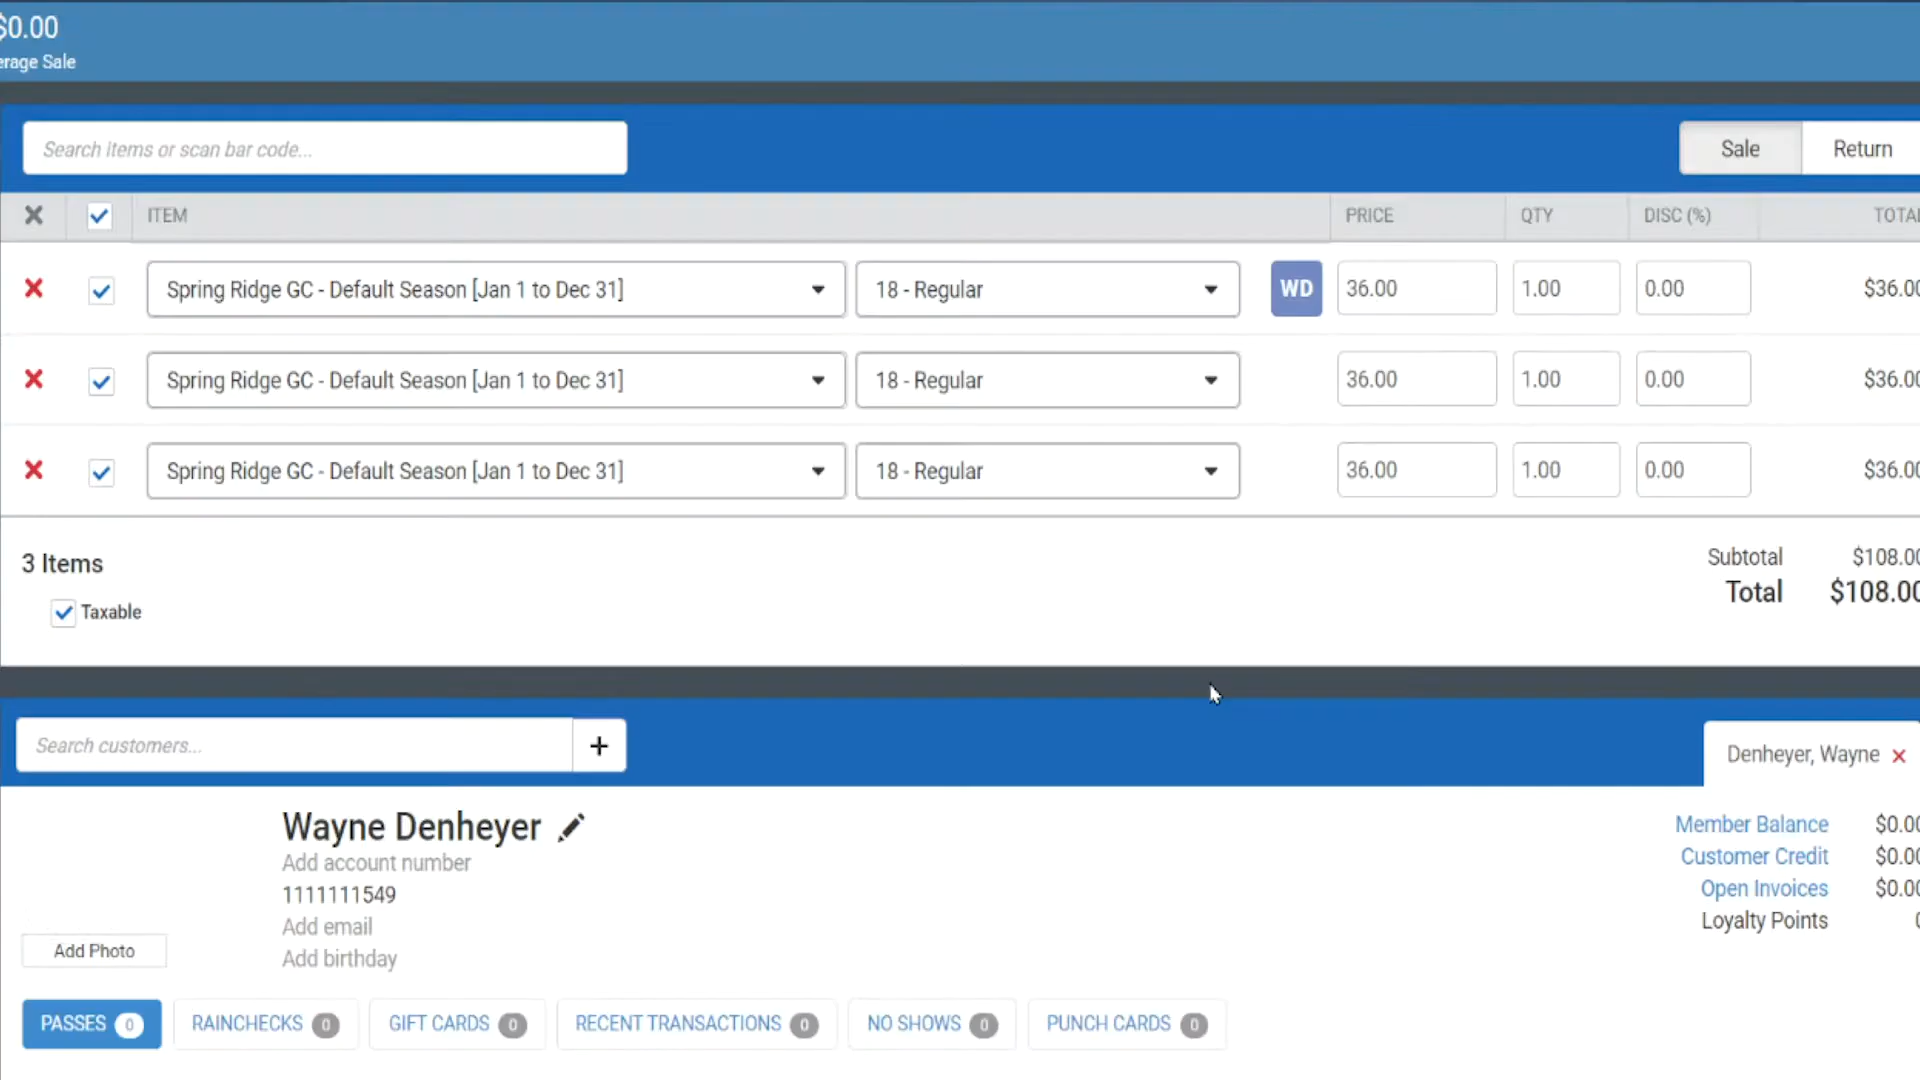 $0.00
erage Sale
Search items or scan bar code...
Sale Return
ITEM PRICE QTY DISC (%) TOTAL
Spring Ridge GC - Default Season [Jan 1 to Dec 31] 18 - Regular WD 36.00 1.00 0.00 $36.00
Spring Ridge GC - Default Season [Jan 1 to Dec 31] 18 - Regular 36.00 1.00 0.00 $36.00
Spring Ridge GC - Default Season [Jan 1 to Dec 31] 18 - Regular 36.00 1.00 0.00 $36.00
3 Items
Subtotal $108.00
Total $108.00
Taxable
Search customers... +
Denheyer, Wayne
Wayne Denheyer
Add account number
1111111549
Add email
Add birthday
Add Photo
Member Balance $0.00
Customer Credit $0.00
Open Invoices $0.00
Loyalty Points 0
PASSES 0 RAINCHECKS 0 GIFT CARDS 0 RECENT TRANSACTIONS 0 NO SHOWS 0 PUNCH CARDS 0